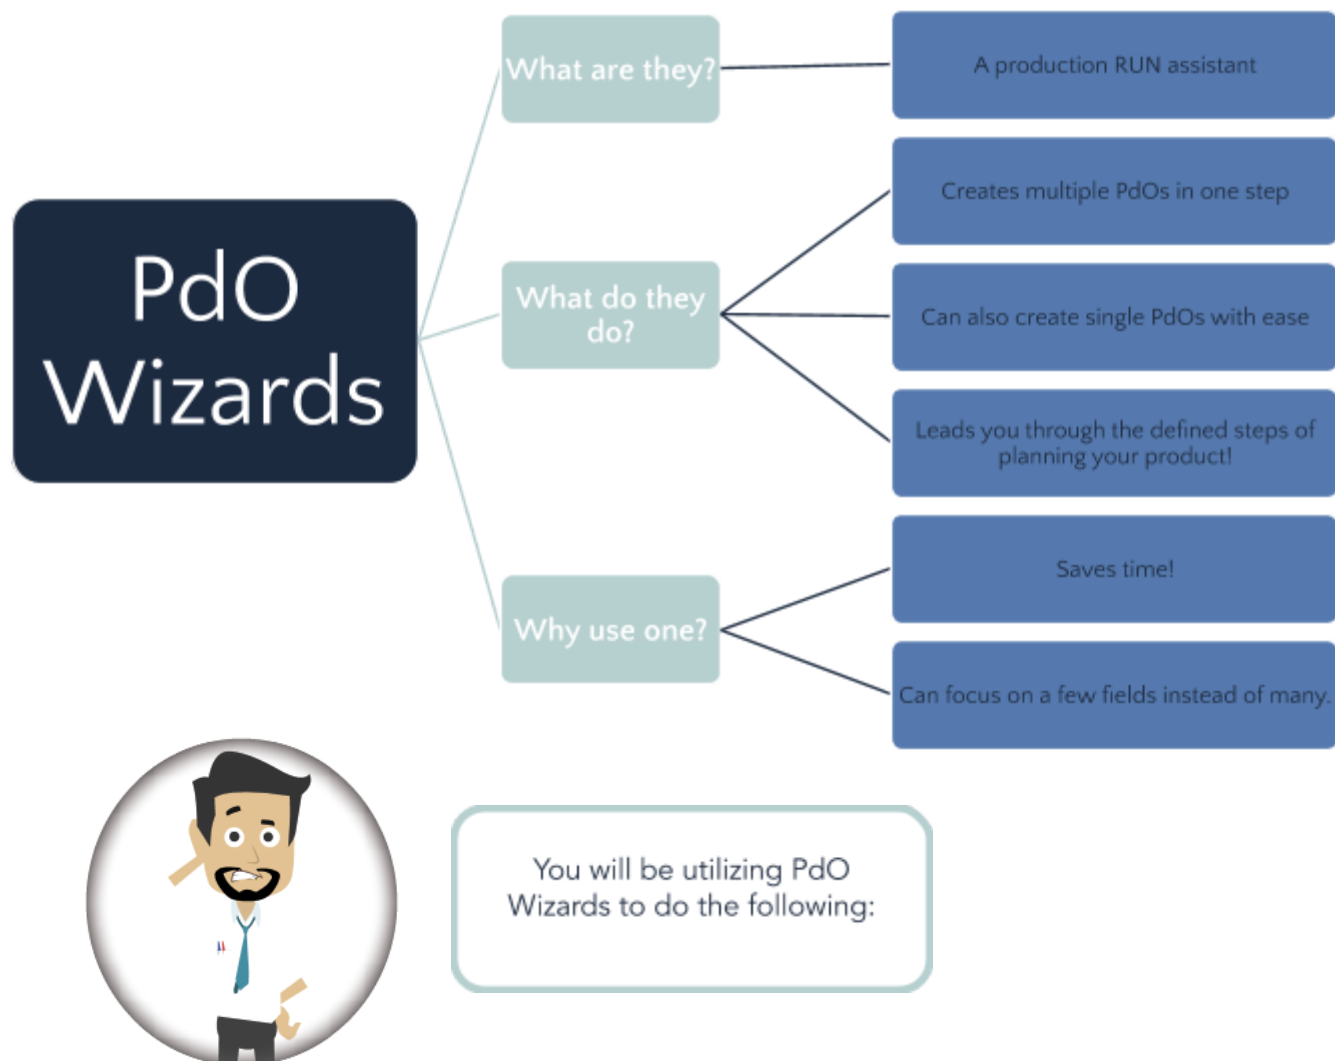 PdO
Wizards
What are they?
A production RUN assistant
What do they
do?
Creates multiple PdOs in one step
Can also create single PdOs with ease
Leads you through the defined steps of
planning your product!
Why use one?
Saves time!
Can focus on a few fields instead of many.
You will be utilizing PdO
Wizards to do the following: